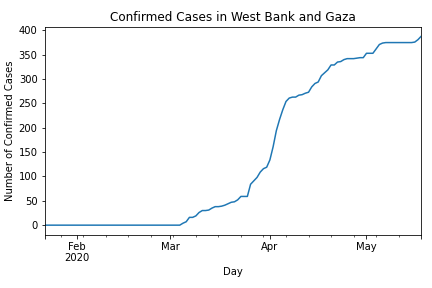 Confirmed Cases in West Bank and Gaza
Number of Confirmed Cases
400
350
300
250
200
150
100
50
0
Feb
2020
Mar
Apr
May
Day